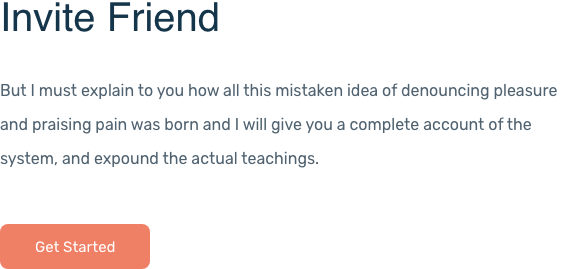 Invite Friend
But I must explain to you how all this mistaken idea of denouncing pleasure
and praising pain was born and I will give you a complete account of the
system, and expound the actual teachings.
Get Started